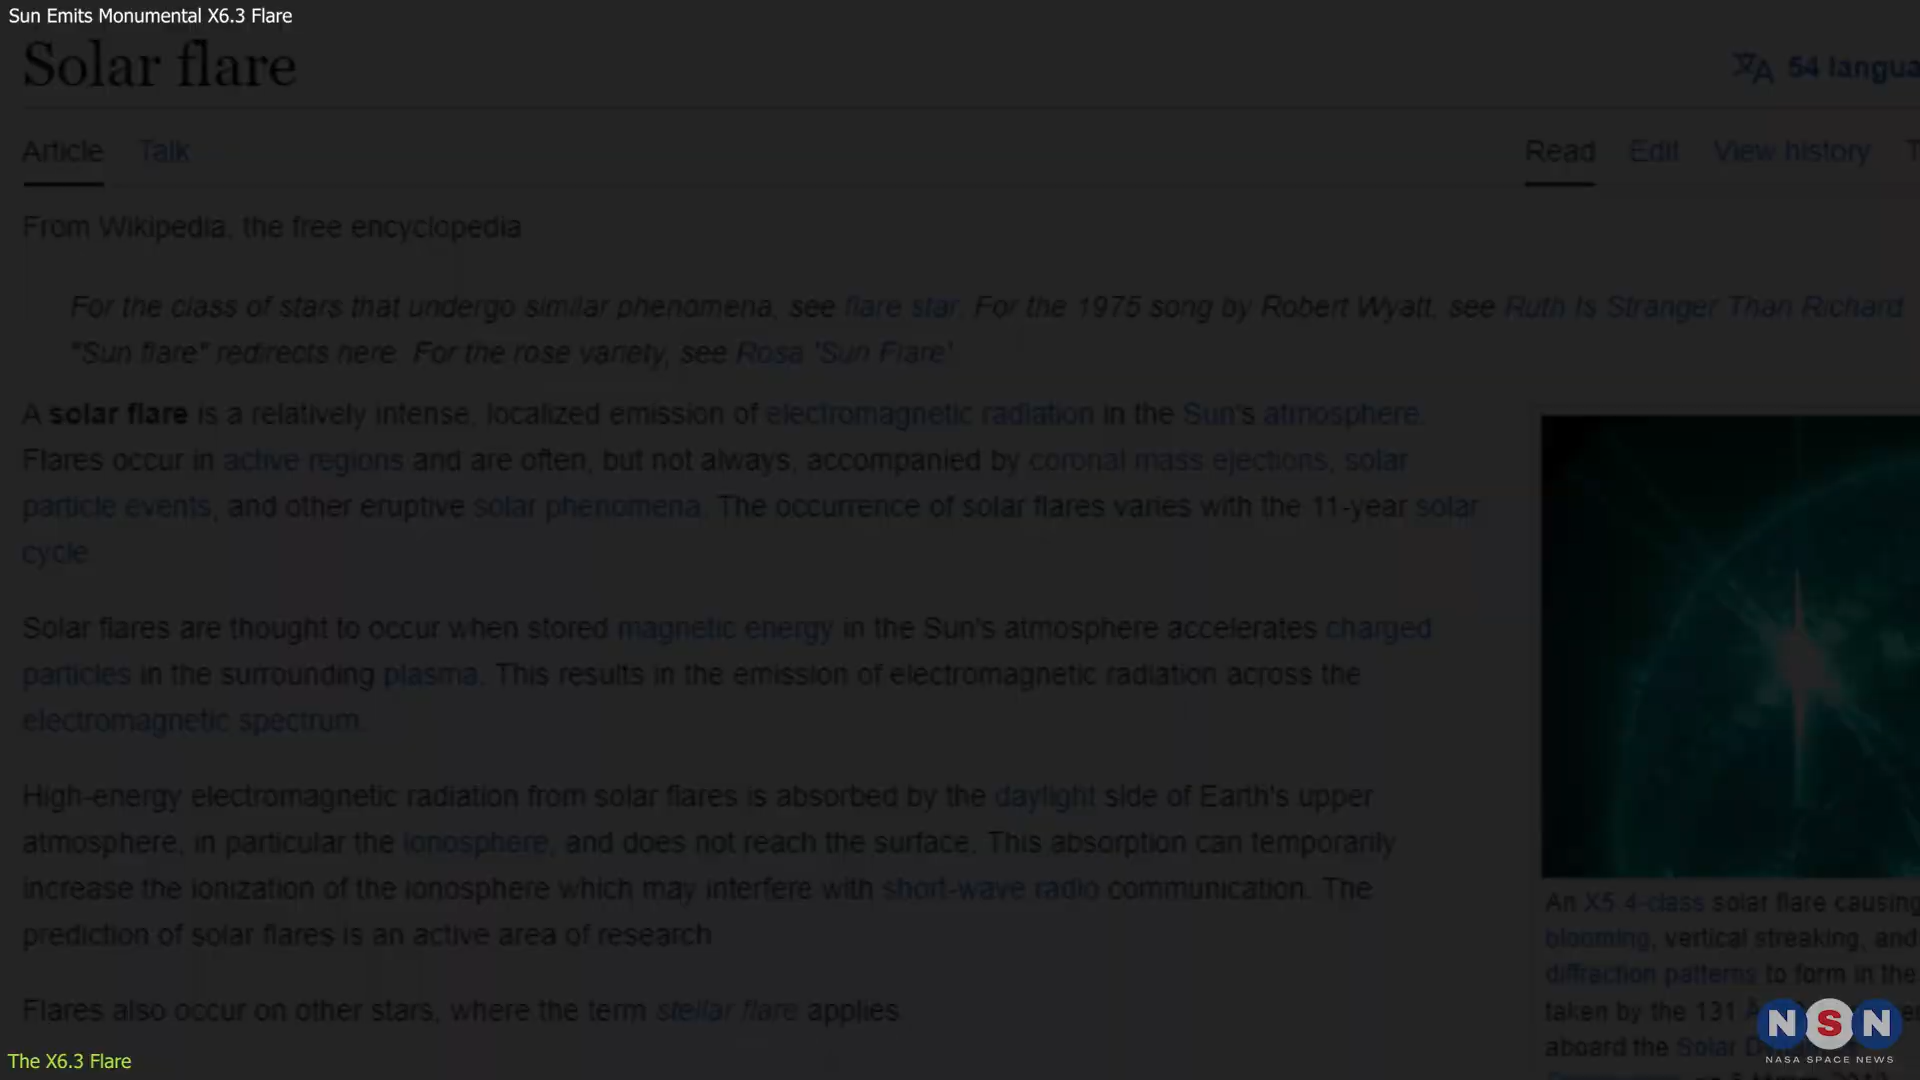 Sun Emits Monumental X6.3 Flare
Solar flare
54 langua
Article Talk
Read Edit View history T
From Wikipedia, the free encyclopedia
For the class of stars that undergo similar phenomena, see flare star. For the 1975 song by Robert Wyatt, see Ruth Is Stranger Than Richard
"Sun flare" redirects here. For the rose variety, see Rosa 'Sun Flare'
A solar flare is a relatively intense, localized emission of electromagnetic radiation in the Sun's atmosphere.
Flares occur in active regions and are often, but not always, accompanied by coronal mass ejections, solar
particle events, and other eruptive solar phenomena. The occurrence of solar flares varies with the 11-year solar
cycle
Solar flares are thought to occur when stored magnetic energy in the Sun's atmosphere accelerates charged
particles in the surrounding plasma. This results in the emission of electromagnetic radiation across the
electromagnetic spectrum.
High-energy electromagnetic radiation from solar flares is absorbed by the daylight side of Earth's upper
atmosphere, in particular the ionosphere, and does not reach the surface. This absorption can temporarily
increase the ionization of the ionosphere which may interfere with short-wave radio communication. The
prediction of solar flares is an active area of research
Flares also occur on other stars, where the term stellar flare applies
An X5.4-class solar flare causing
blooming, vertical streaking, and
diffraction patterns to form in the
taken by the 131
aboard the Solar
The X6.3 Flare
NSN
NASA SPACE NEWS